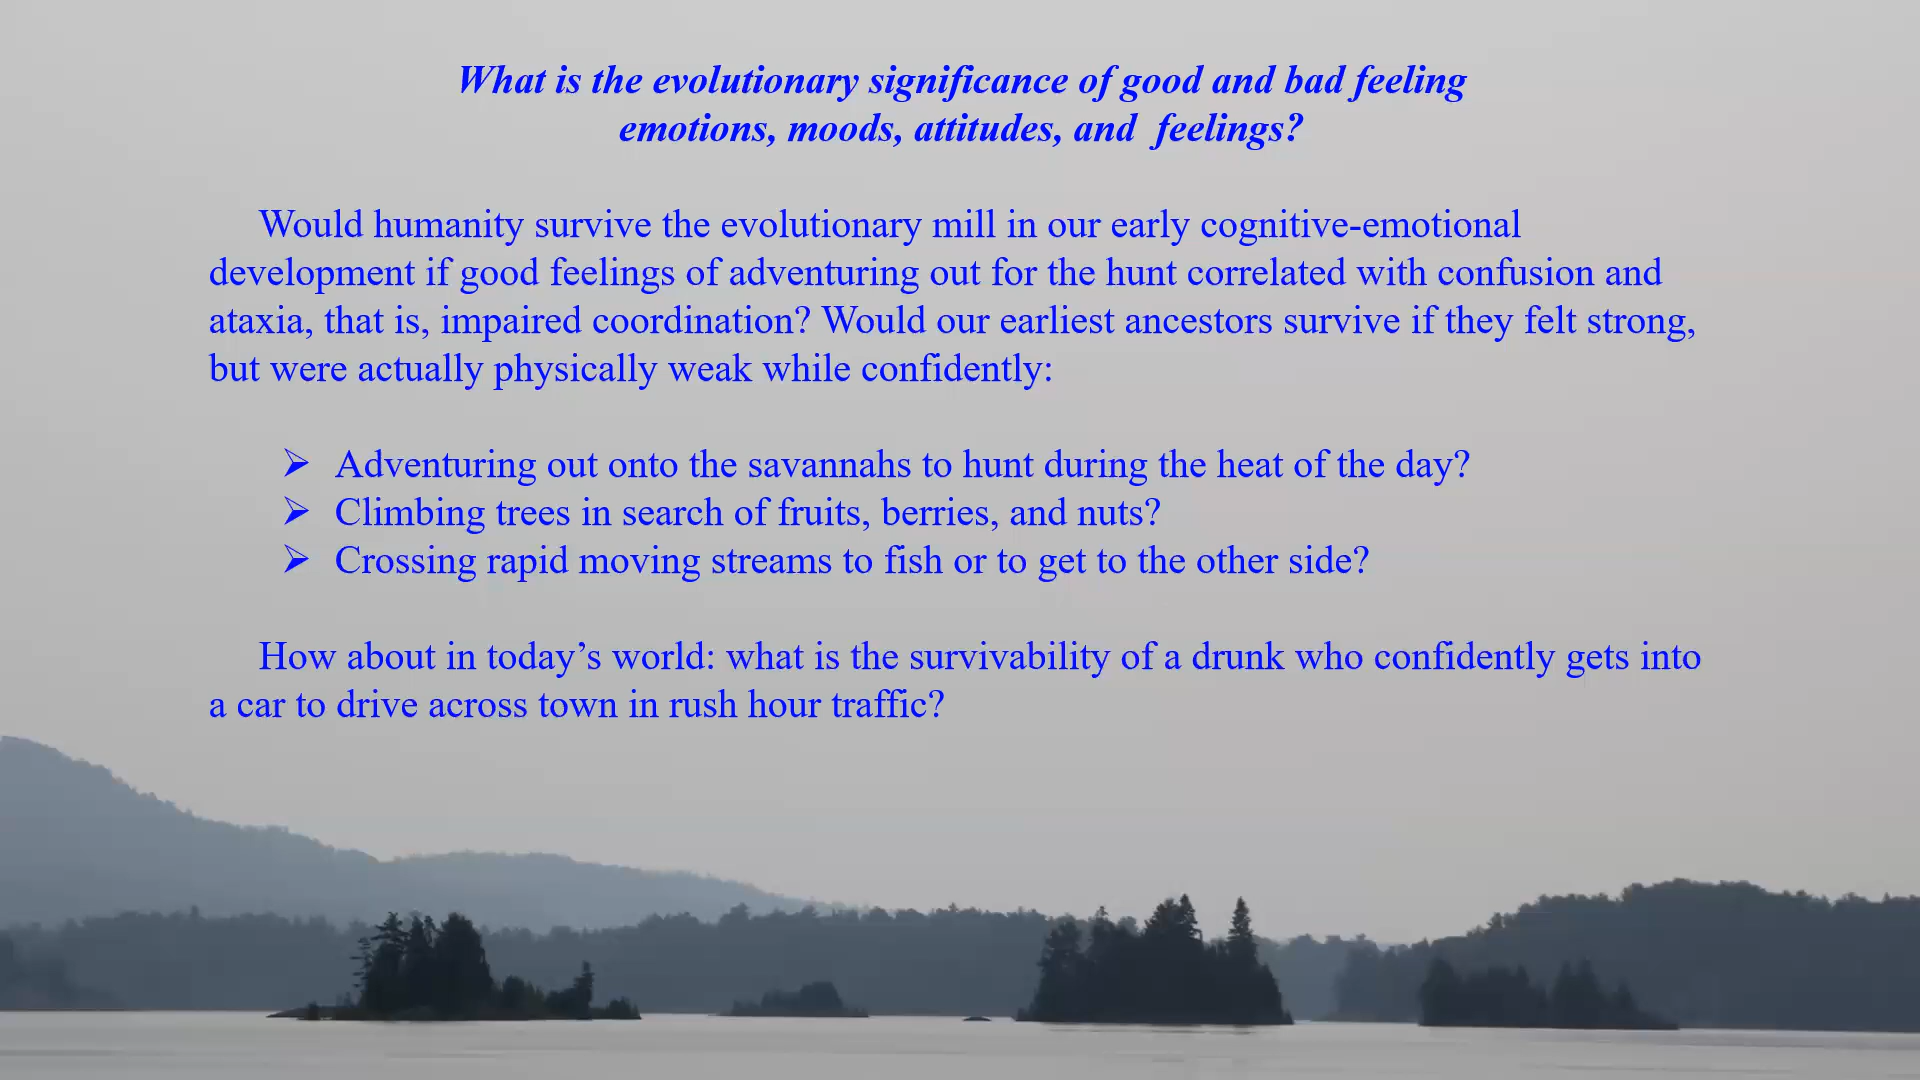 What is the evolutionary significance of good and bad feeling
emotions, moods, attitudes, and  feelings?
Would humanity survive the evolutionary mill in our early cognitive-emotional
development if good feelings of adventuring out for the hunt correlated with confusion and
ataxia, that is, impaired coordination? Would our earliest ancestors survive if they felt strong,
but were actually physically weak while confidently:
➢ Adventuring out onto the savannahs to hunt during the heat of the day?
➢ Climbing trees in search of fruits, berries, and nuts?
➢ Crossing rapid moving streams to fish or to get to the other side?
How about in today’s world: what is the survivability of a drunk who confidently gets into
a car to drive across town in rush hour traffic?